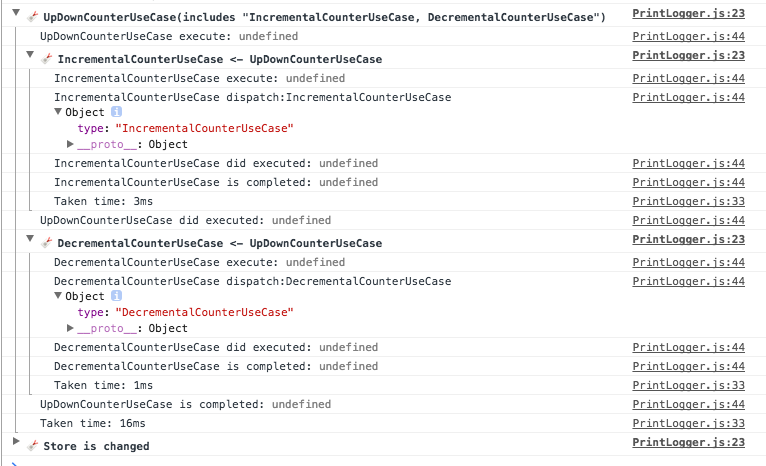 UpDownCounterUseCase(includes "IncrementalCounterUseCase, DecrementalCounterUseCase") PrintLogger.js:23
UpDownCounterUseCase execute: undefined PrintLogger.js:44
IncrementalCounterUseCase <- UpDownCounterUseCase PrintLogger.js:23
IncrementalCounterUseCase execute: undefined PrintLogger.js:44
IncrementalCounterUseCase dispatch:IncrementalCounterUseCase PrintLogger.js:44
Object i
type: "IncrementalCounterUseCase"
__proto__: Object
IncrementalCounterUseCase did executed: undefined PrintLogger.js:44
IncrementalCounterUseCase is completed: undefined PrintLogger.js:44
Taken time: 3ms PrintLogger.js:33
UpDownCounterUseCase did executed: undefined PrintLogger.js:44
DecrementalCounterUseCase <- UpDownCounterUseCase PrintLogger.js:23
DecrementalCounterUseCase execute: undefined PrintLogger.js:44
DecrementalCounterUseCase dispatch:DecrementalCounterUseCase PrintLogger.js:44
Object i
type: "DecrementalCounterUseCase"
__proto__: Object
DecrementalCounterUseCase did executed: undefined PrintLogger.js:44
DecrementalCounterUseCase is completed: undefined PrintLogger.js:44
Taken time: 1ms PrintLogger.js:33
UpDownCounterUseCase is completed: undefined PrintLogger.js:44
Taken time: 16ms PrintLogger.js:33
Store is changed PrintLogger.js:23